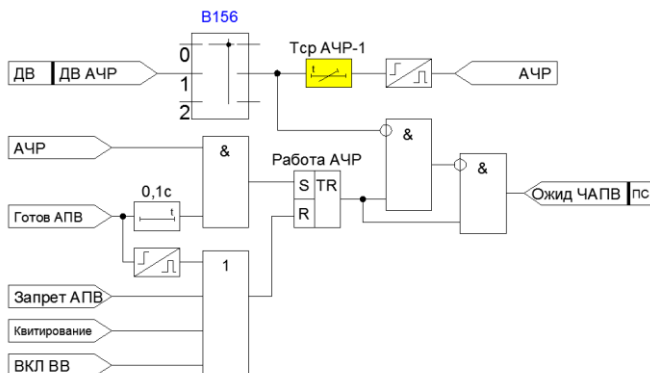 B156
0
1
2
ДВ ДВ АЧР
Тср АЧР-1
t
АЧР
АЧР
&
Работа АЧР
&
&
0,1с
t
S TR
R
Готов АПВ
Ожид ЧАПВ ПС
1
Запрет АПВ
Квитирование
ВКЛ ВВ